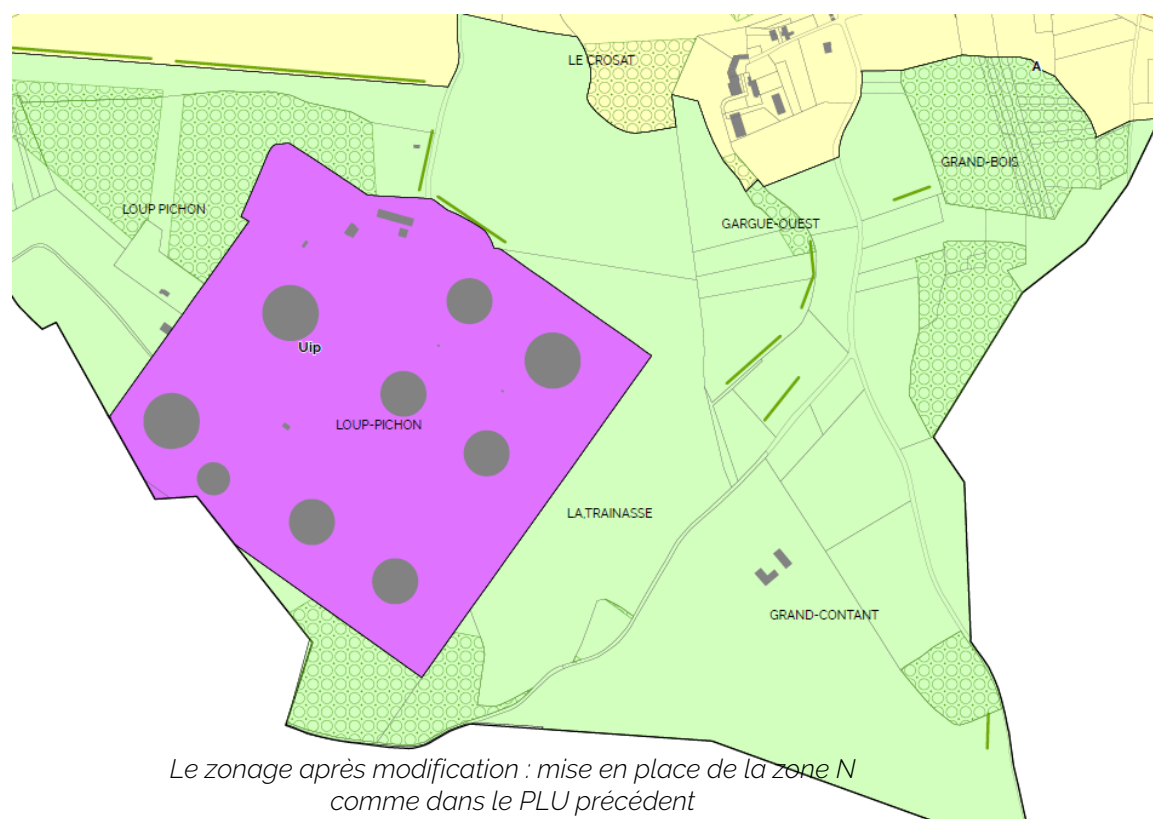 LE CROSAT
A
GRAND-BOIS
LOUP PICHON
GARGUE-OUEST
Uip
LOUP-PICHON
LA,TRAINASSE
GRAND-CONTANT
Le zonage après modification : mise en place de la zone N
comme dans le PLU précédent